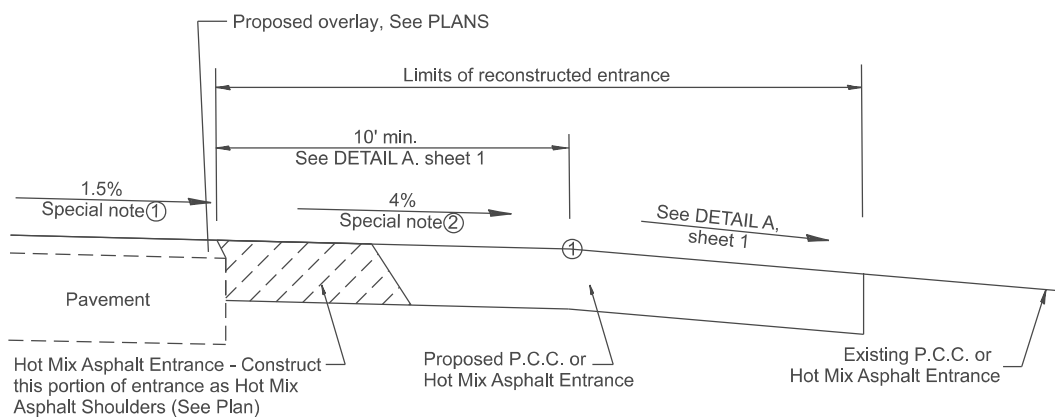 Proposed overlay, See PLANS
Limits of reconstructed entrance
10' min.
See DETAIL A. sheet 1
1.5%
Special note①
4%
Special note②
See DETAIL A,
sheet 1
①
Pavement
Hot Mix Asphalt Entrance - Construct
this portion of entrance as Hot Mix
Asphalt Shoulders (See Plan)
Proposed P.C.C. or
Hot Mix Asphalt Entrance
Existing P.C.C. or
Hot Mix Asphalt Entrance